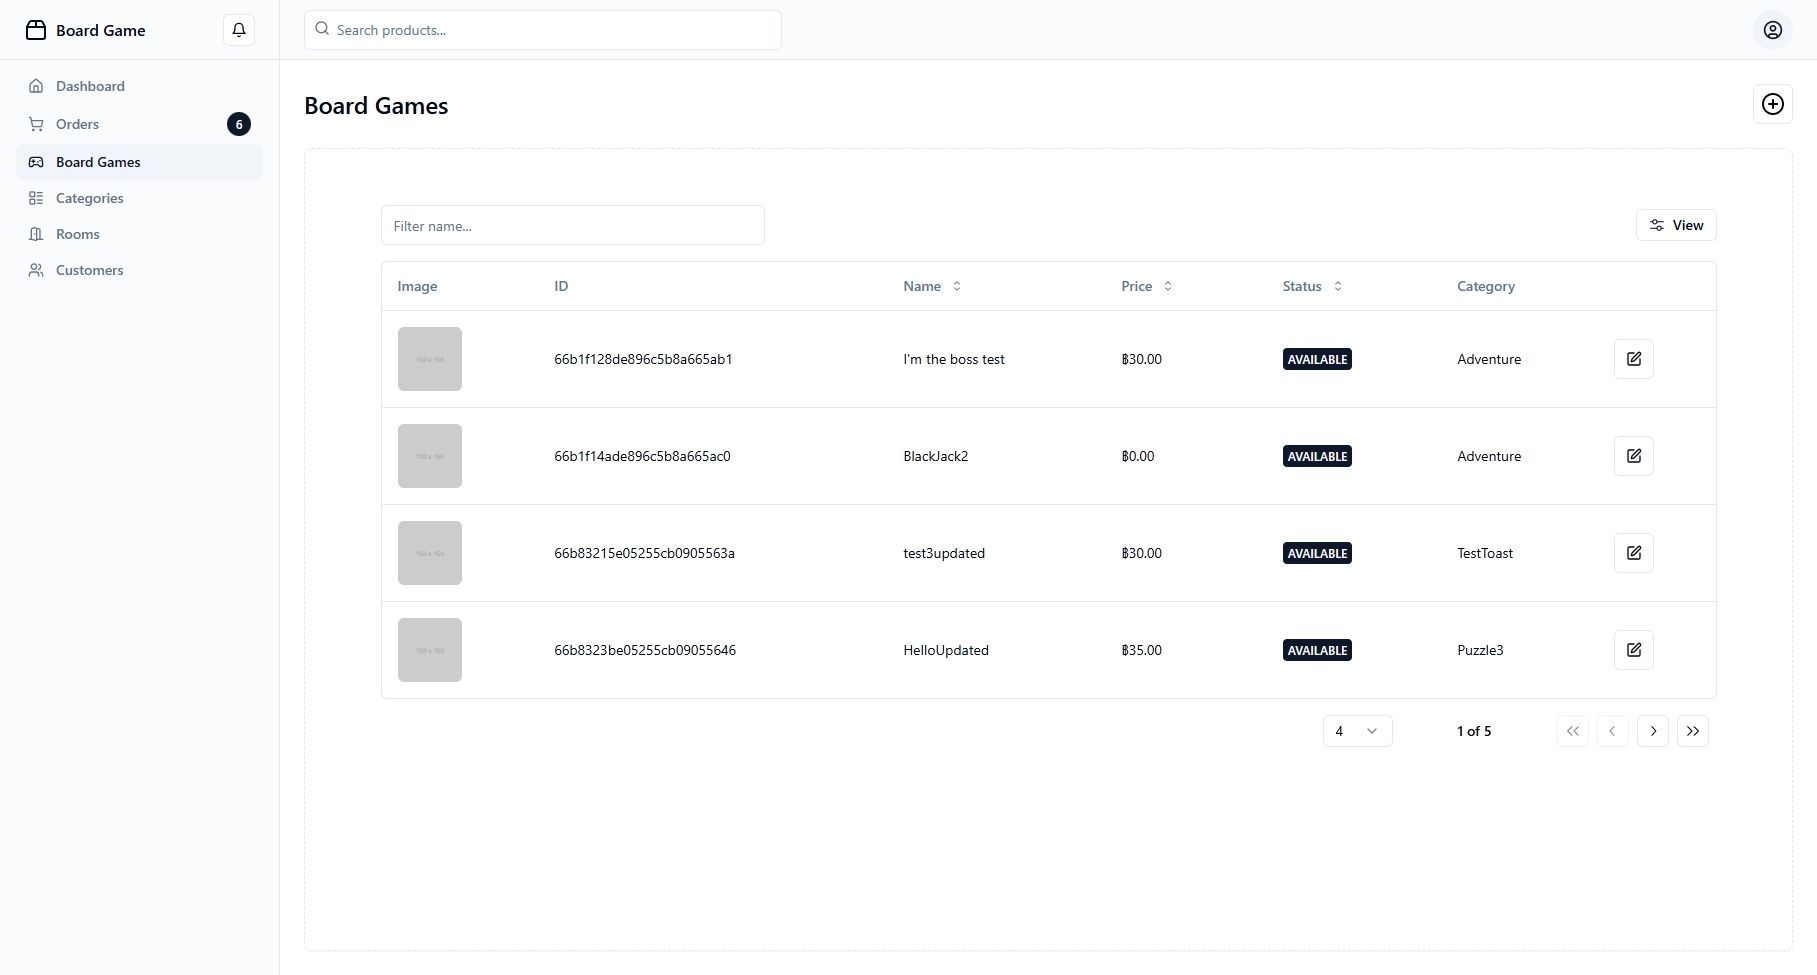 Board Game
Search products...
Dashboard
Orders
6
Board Games
Categories
Rooms
Customers
Board Games
Filter name...
View
Image ID Name Price Status Category
150 x 150 66b1f128de896c5b8a665ab1 I'm the boss test ฿30.00 AVAILABLE Adventure
150 x 150 66b1f14ade896c5b8a665ac0 BlackJack2 ฿0.00 AVAILABLE Adventure
150 x 150 66b83215e05255cb0905563a test3updated ฿30.00 AVAILABLE TestToast
150 x 150 66b8323be05255cb09055646 HelloUpdated ฿35.00 AVAILABLE Puzzle3
4 1 of 5